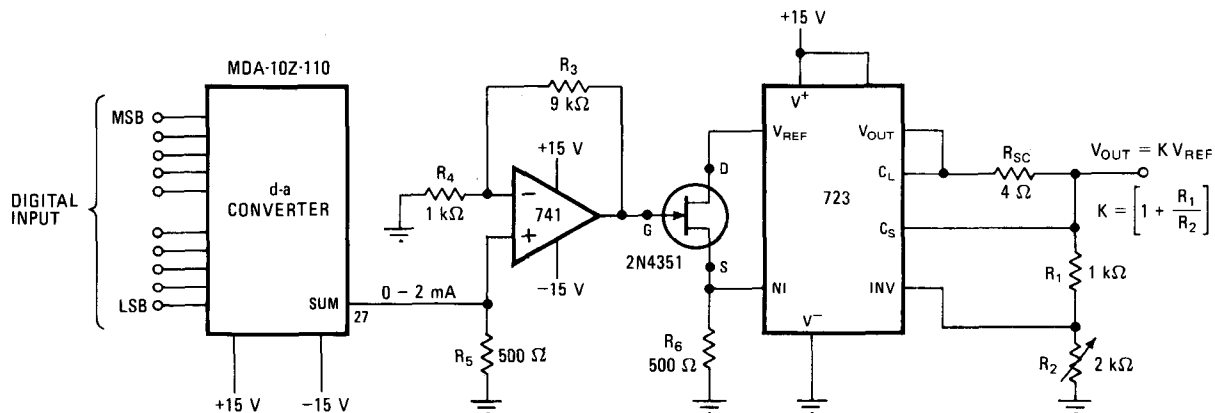 MDA-10Z-110
DIGITAL
INPUT
MSB
LSB
d-a
CONVERTER
SUM
27
+15 V
−15 V
0 – 2 mA
R3
9 kΩ
R4
1 kΩ
+15 V
−
741
+
−15 V
R5
500 Ω
G
D
S
2N4351
R6
500 Ω
+15 V
V+
VREF
VOUT
CL
723
CS
NI
INV
V−
RSC
4 Ω
VOUT = K VREF
K = [1 + R1/R2]
R1
1 kΩ
R2
2 kΩ